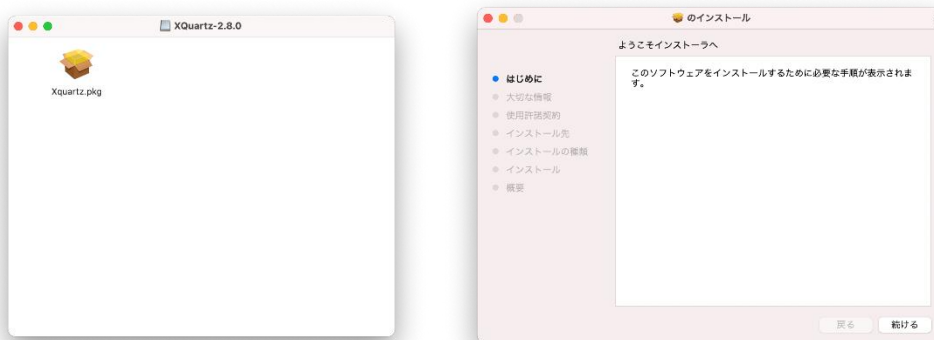 XQuartz-2.8.0
Xquartz.pkg
のインストール
ようこそインストーラへ
はじめに
大切な情報
使用許諾契約
インストール先
インストールの種類
インストール
概要
このソフトウェアをインストールするために必要な手順が表示されま
す。
戻る
続ける